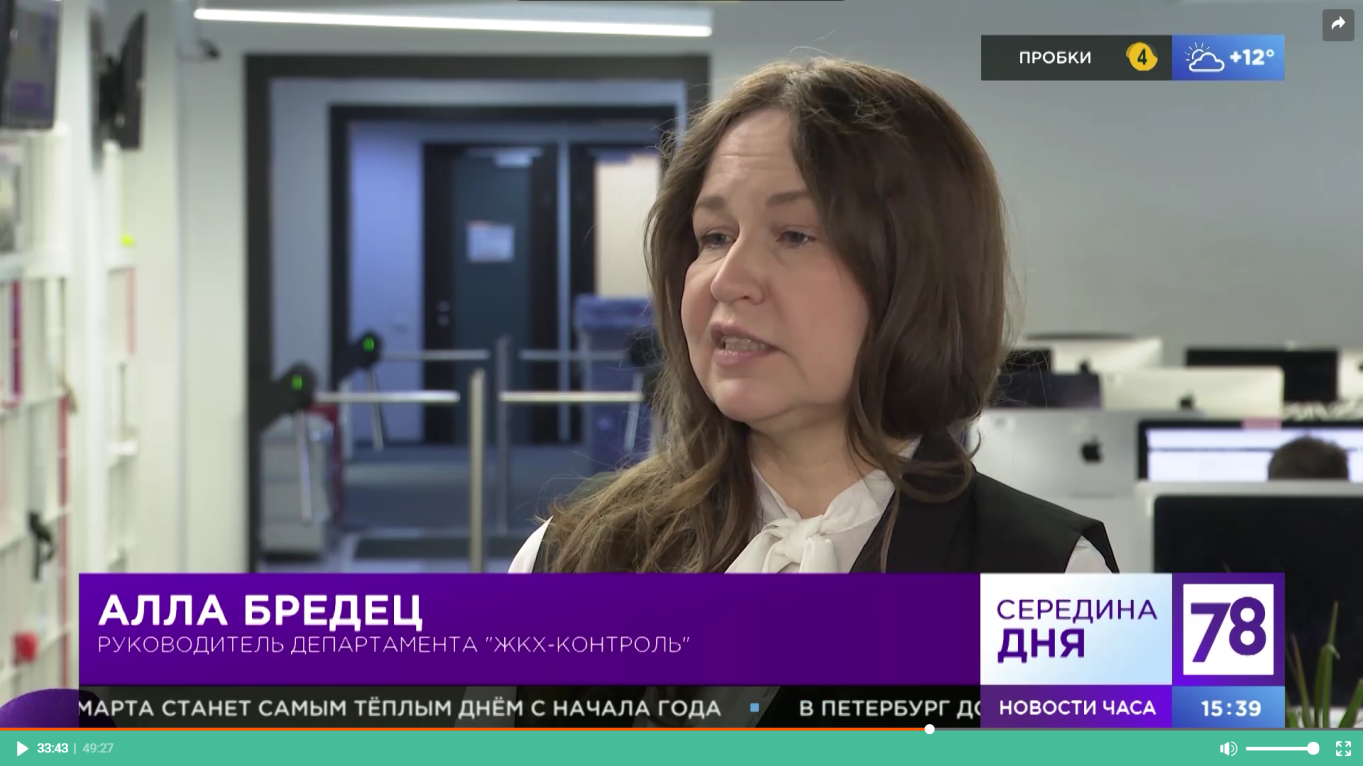 ПРОБКИ 4 +12°
АЛЛА БРЕДЕЦ
РУКОВОДИТЕЛЬ ДЕПАРТАМЕНТА "ЖКХ-КОНТРОЛЬ"
СЕРЕДИНА
ДНЯ
78
МАРТА СТАНЕТ САМЫМ ТЁПЛЫМ ДНЁМ С НАЧАЛА ГОДА ▪ В ПЕТЕРБУРГ
НОВОСТИ ЧАСА 15:39
33:43 | 49:27